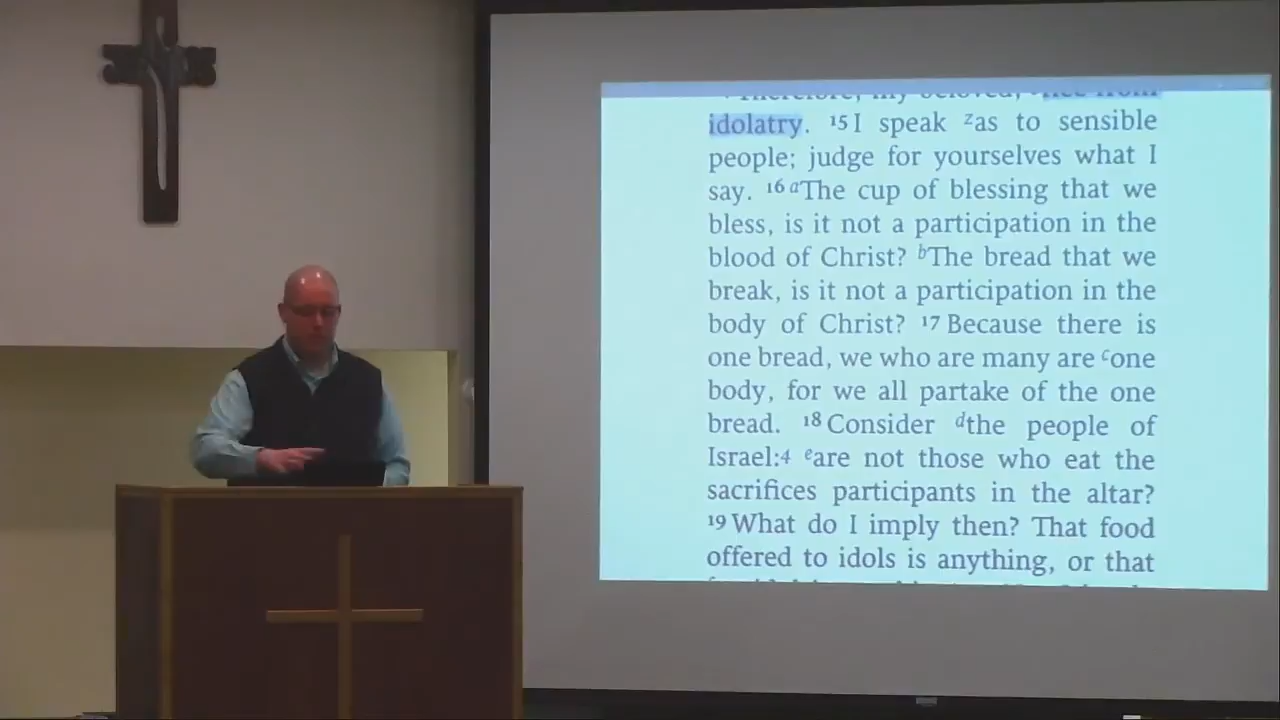 Therefore, my beloved, flee from
idolatry. 15 I speak z as to sensible
people; judge for yourselves what I
say. 16 a The cup of blessing that we
bless, is it not a participation in the
blood of Christ? b The bread that we
break, is it not a participation in the
body of Christ? 17 Because there is
one bread, we who are many are c one
body, for we all partake of the one
bread. 18 Consider d the people of
Israel:4 e are not those who eat the
sacrifices participants in the altar?
19 What do I imply then? That food
offered to idols is anything, or that